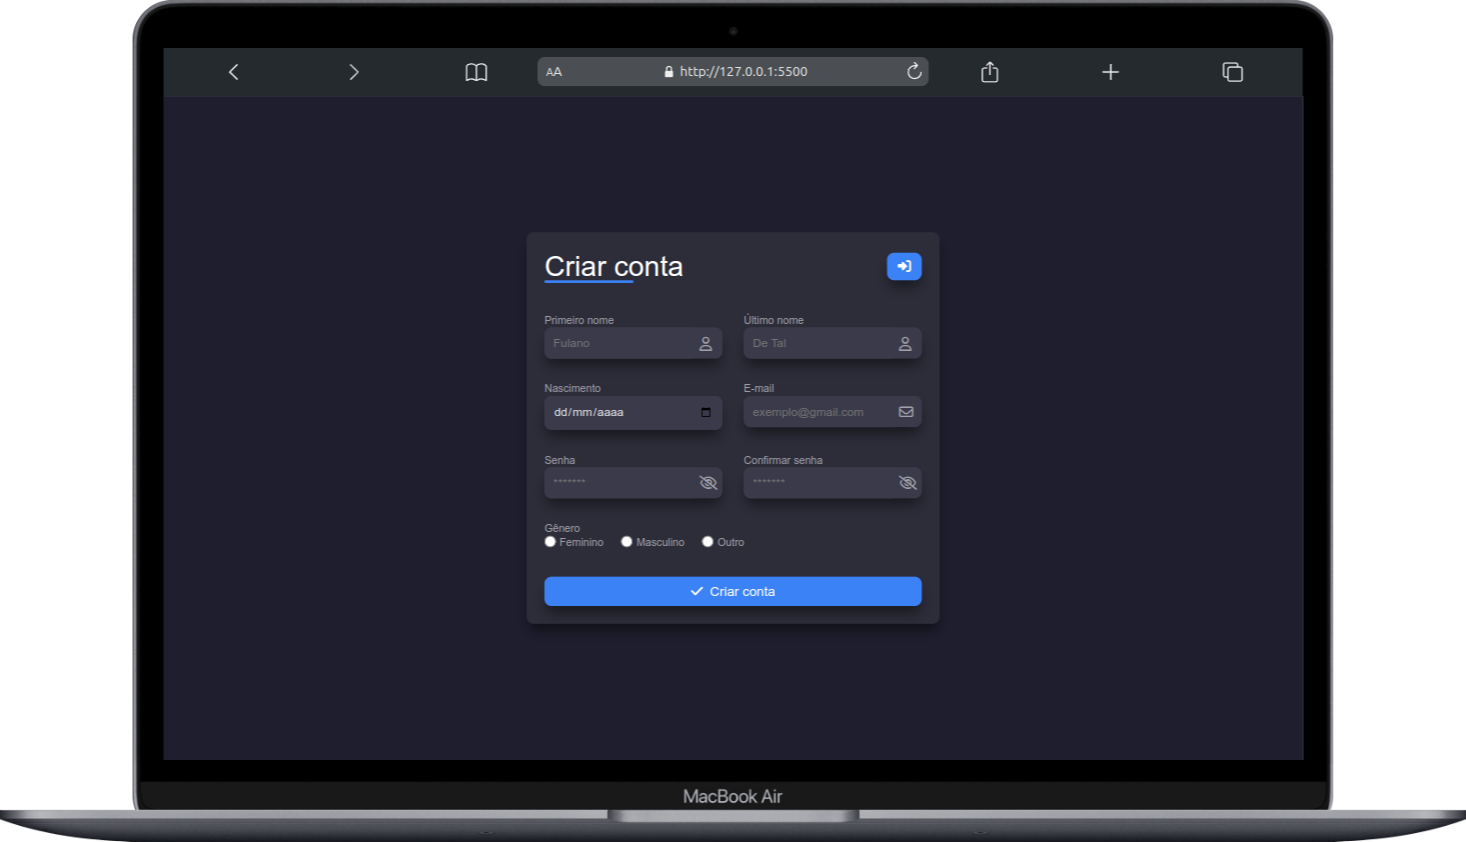 AA http://127.0.0.1:5500
Criar conta
Primeiro nome Último nome
Fulano De Tal
Nascimento E-mail
dd/mm/aaaa exemplo@gmail.com
Senha Confirmar senha
******* *******
Gênero
Feminino Masculino Outro
Criar conta
MacBook Air